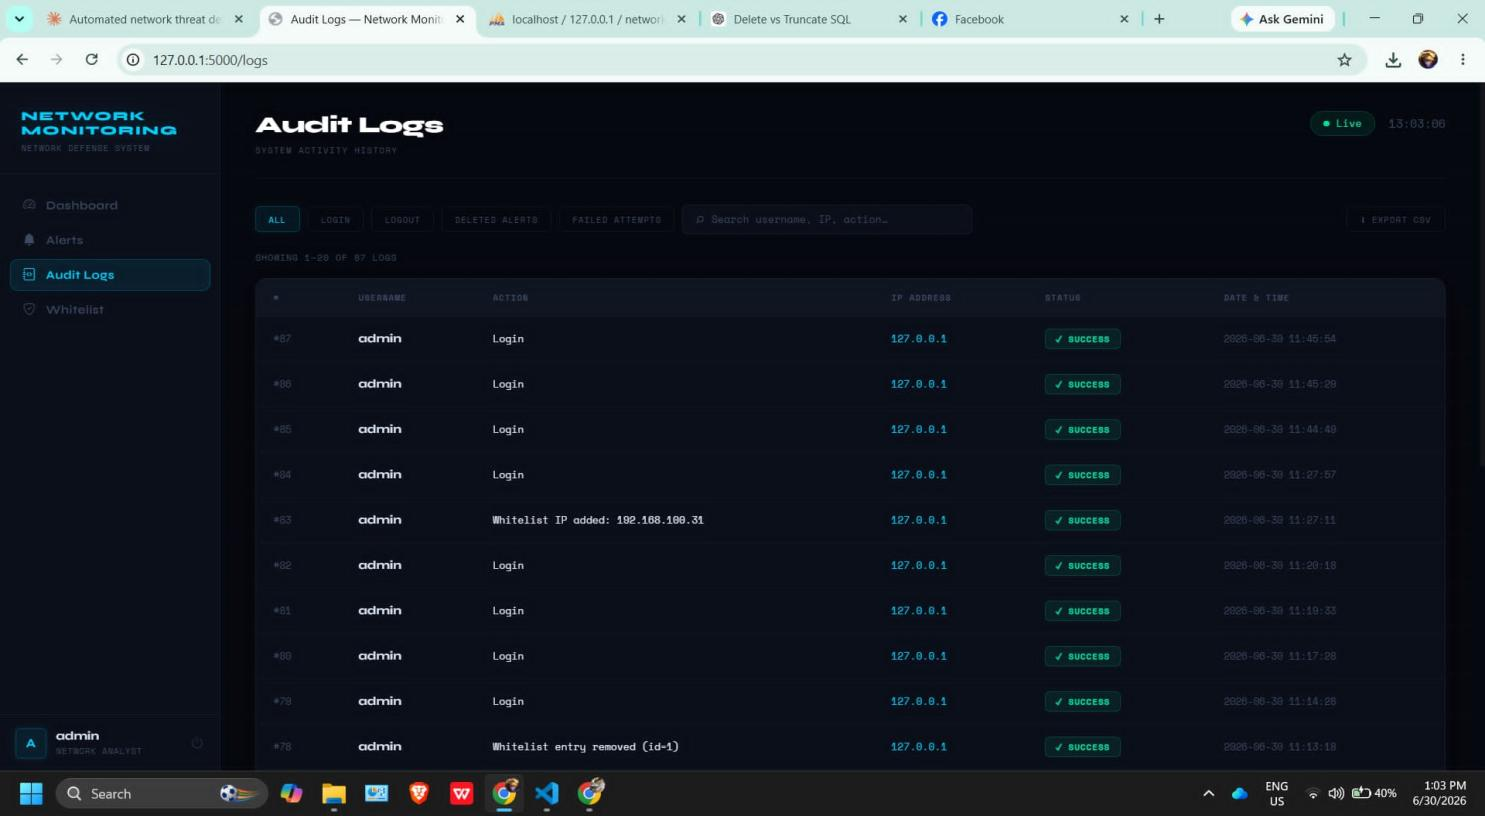 Automated network threat de
Audit Logs — Network Monit
localhost / 127.0.0.1 / network
Delete vs Truncate SQL
Facebook
Ask Gemini
127.0.0.1:5000/logs
NETWORK
MONITORING
NETWORK DEFENSE SYSTEM
Dashboard
Alerts
Audit Logs
Whitelist
Audit Logs
SYSTEM ACTIVITY HISTORY
Live
13:03:06
ALL
LOGIN
LOGOUT
DELETED ALERTS
FAILED ATTEMPTS
Search username, IP, action…
EXPORT CSV
SHOWING 1–20 OF 87 LOGS
# USERNAME ACTION IP ADDRESS STATUS DATE & TIME
#87 admin Login 127.0.0.1 ✓ SUCCESS 2026-06-30 11:45:54
#86 admin Login 127.0.0.1 ✓ SUCCESS 2026-06-30 11:45:29
#85 admin Login 127.0.0.1 ✓ SUCCESS 2026-06-30 11:44:49
#84 admin Login 127.0.0.1 ✓ SUCCESS 2026-06-30 11:27:57
#83 admin Whitelist IP added: 192.168.100.31 127.0.0.1 ✓ SUCCESS 2026-06-30 11:27:11
#82 admin Login 127.0.0.1 ✓ SUCCESS 2026-06-30 11:20:18
#81 admin Login 127.0.0.1 ✓ SUCCESS 2026-06-30 11:19:33
#80 admin Login 127.0.0.1 ✓ SUCCESS 2026-06-30 11:17:28
#79 admin Login 127.0.0.1 ✓ SUCCESS 2026-06-30 11:14:26
#78 admin Whitelist entry removed (id=1) 127.0.0.1 ✓ SUCCESS 2026-06-30 11:13:18
A
admin
NETWORK ANALYST
Search
ENG
US
40%
1:03 PM
6/30/2026